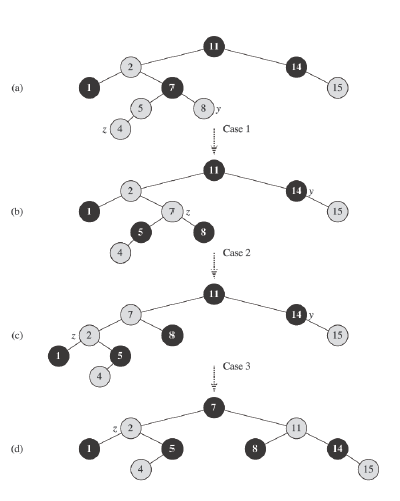 11
2 14
(a) 1 7 15
5 8 y
z 4 Case 1
11
2 14 y
(b) 1 7 z 15
5 8
4 Case 2
11
7 14 y
(c) z 2 8 15
1 5
4 Case 3
7
z 2 11
(d) 1 5 8 14
4 15